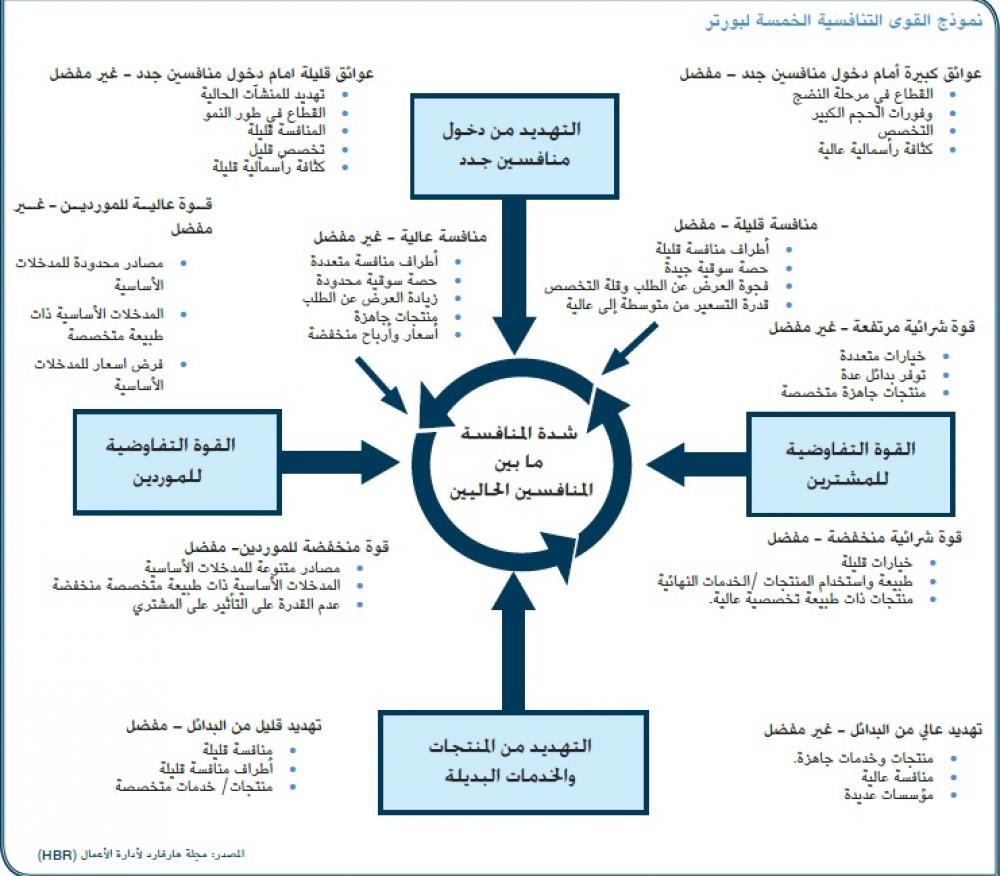 نموذج القوى التنافسية الخمسة لبورتر
عوائق كبيرة أمام دخول منافسين جدد – مفضل
• القطاع في مرحلة النضج
• وفورات الحجم الكبير
• التخصص
• كثافة رأسمالية عالية
التهديد من دخول
منافسين جدد
عوائق قليلة امام دخول منافسين جدد – غير مفضل
• تهديد للمنشآت الحالية
• القطاع في طور النمو
• المنافسة قليلة
• تخصص قليل
• كثافة رأسمالية قليلة
منافسة قليلة – مفضل
• أطراف منافسة قليلة
• حصة سوقية جيدة
• فجوة العرض عن الطلب وقلة التخصص
• قدرة التسعير من متوسطة إلى عالية
منافسة عالية – غير مفضل
• أطراف منافسة متعددة
• حصة سوقية محدودة
• زيادة العرض عن الطلب
• منتجات جاهزة
• أسعار وأرباح منخفضة
قـوة عاليـة للمورديـن – غـير
مفضل
• مصادر محدودة للمدخلات
الأساسية
• المدخلات الأساسية ذات
طبيعة متخصصة
• فرض اسعار للمدخلات
الأساسية
قوة شرائية مرتفعة – غير مفضل
• خيارات متعددة
• توفر بدائل عدة
• منتجات جاهزة متخصصة
القوة التفاوضية
للمشترين
شدة المنافسة
ما بين
المنافسين الحاليين
القوة التفاوضية
للموردين
قوة شرائية منخفضة – مفضل
• خيارات قليلة
• طبيعة واستخدام المنتجات /الخدمات النهائية
• منتجات ذات طبيعة تخصصية عالية.
قوة منخفضة للموردين– مفضل
• مصادر متنوعة للمدخلات الأساسية
• المدخلات الأساسية ذات طبيعة متخصصة منخفضة
• عدم القدرة على التأثير على المشتري
تهديد عالي من البدائل – غير مفضل
• منتجات وخدمات جاهزة.
• منافسة عالية
• مؤسسات عديدة
التهديد من المنتجات
والخدمات البديلة
تهديد قليل من البدائل – مفضل
• منافسة قليلة
• أطراف منافسة قليلة
• منتجات/ خدمات متخصصة
المصدر: مجلة هارفارد لأدارة الأعمال (HBR)